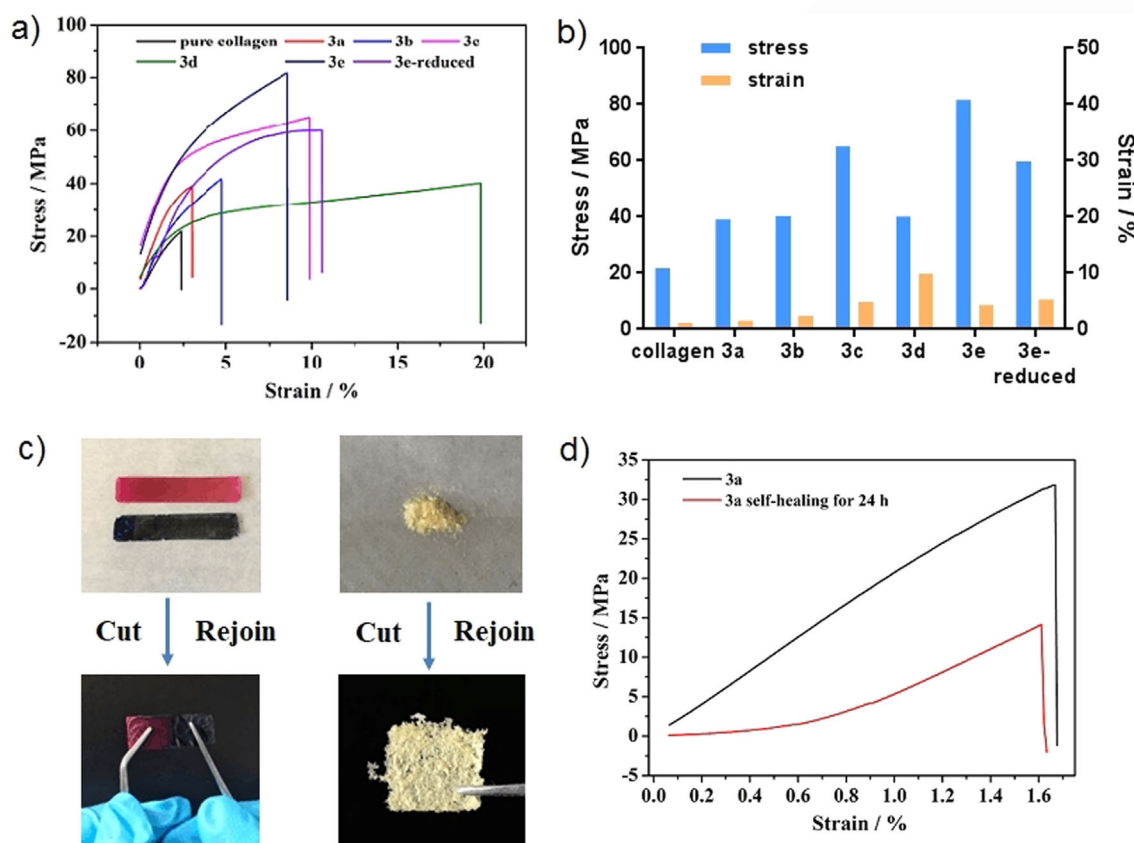 a)
100
80
60
40
20
0
-20
Stress / MPa
pure collagen 3a 3b 3c
3d 3e 3e-reduced
0 5 10 15 20
Strain / %
b)
100
80
60
40
20
0
Stress / MPa
stress
strain
50
40
30
20
10
0
Strain / %
collagen 3a 3b 3c 3d 3e 3e-
reduced
c)
Cut Rejoin
Cut Rejoin
d)
35
30
25
20
15
10
5
0
-5
Stress / MPa
3a
3a self-healing for 24 h
0.0 0.2 0.4 0.6 0.8 1.0 1.2 1.4 1.6
Strain / %